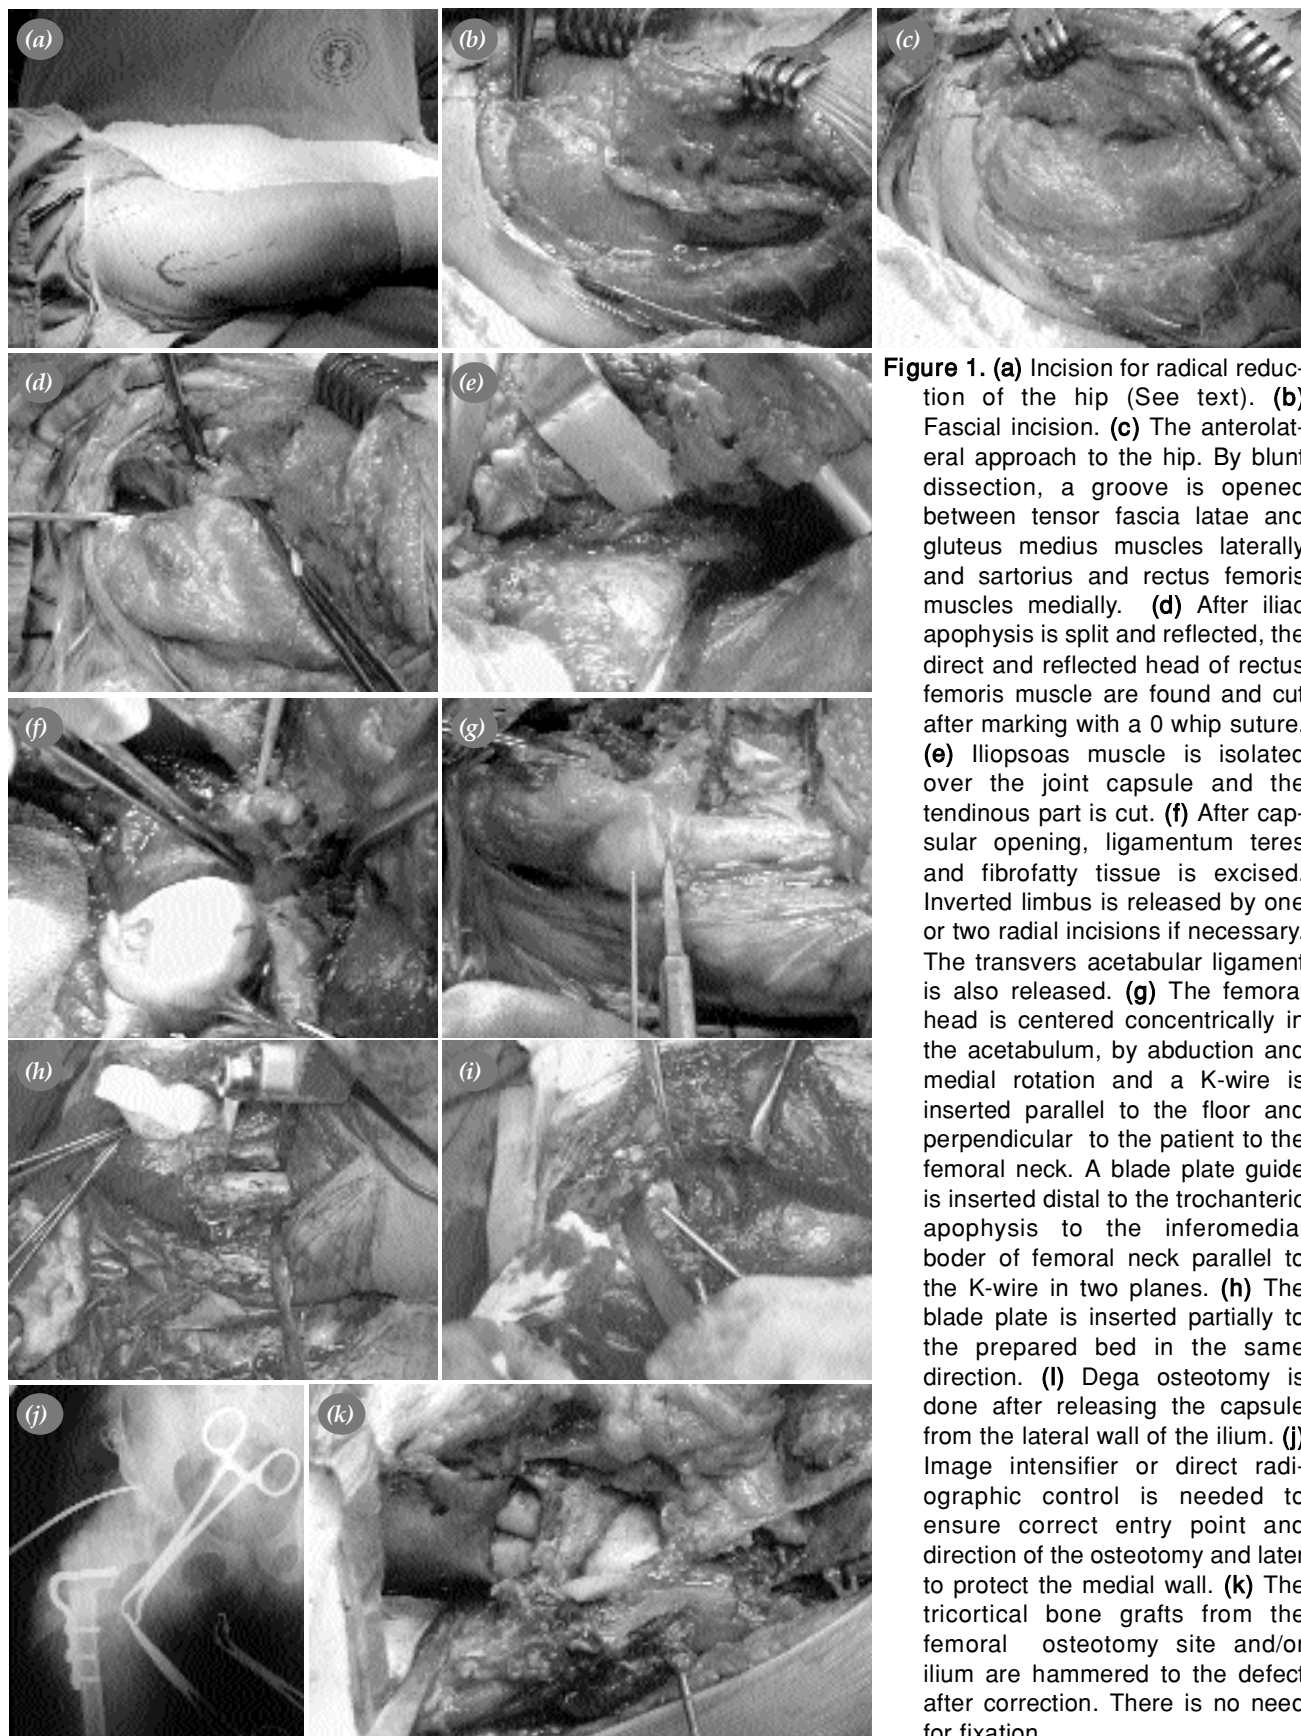 (a)
(b)
(c)
(d)
(e)
(f)
(g)
(h)
(i)
(j)
(k)
Figure 1. (a) Incision for radical reduc-
tion of the hip (See text). (b)
Fascial incision. (c) The anterolat-
eral approach to the hip. By blunt
dissection, a groove is opened
between tensor fascia latae and
gluteus medius muscles laterally
and sartorius and rectus femoris
muscles medially. (d) After iliac
apophysis is split and reflected, the
direct and reflected head of rectus
femoris muscle are found and cut
after marking with a 0 whip suture.
(e) Iliopsoas muscle is isolated
over the joint capsule and the
tendinous part is cut. (f) After cap-
sular opening, ligamentum teres
and fibrofatty tissue is excised.
Inverted limbus is released by one
or two radial incisions if necessary.
The transvers acetabular ligament
is also released. (g) The femoral
head is centered concentrically in
the acetabulum, by abduction and
medial rotation and a K-wire is
inserted parallel to the floor and
perpendicular to the patient to the
femoral neck. A blade plate guide
is inserted distal to the trochanteric
apophysis to the inferomedial
boder of femoral neck parallel to
the K-wire in two planes. (h) The
blade plate is inserted partially to
the prepared bed in the same
direction. (I) Dega osteotomy is
done after releasing the capsule
from the lateral wall of the ilium. (j)
Image intensifier or direct radi-
ographic control is needed to
ensure correct entry point and
direction of the osteotomy and later
to protect the medial wall. (k) The
tricortical bone grafts from the
femoral osteotomy site and/or
ilium are hammered to the defect
after correction. There is no need
for fixation